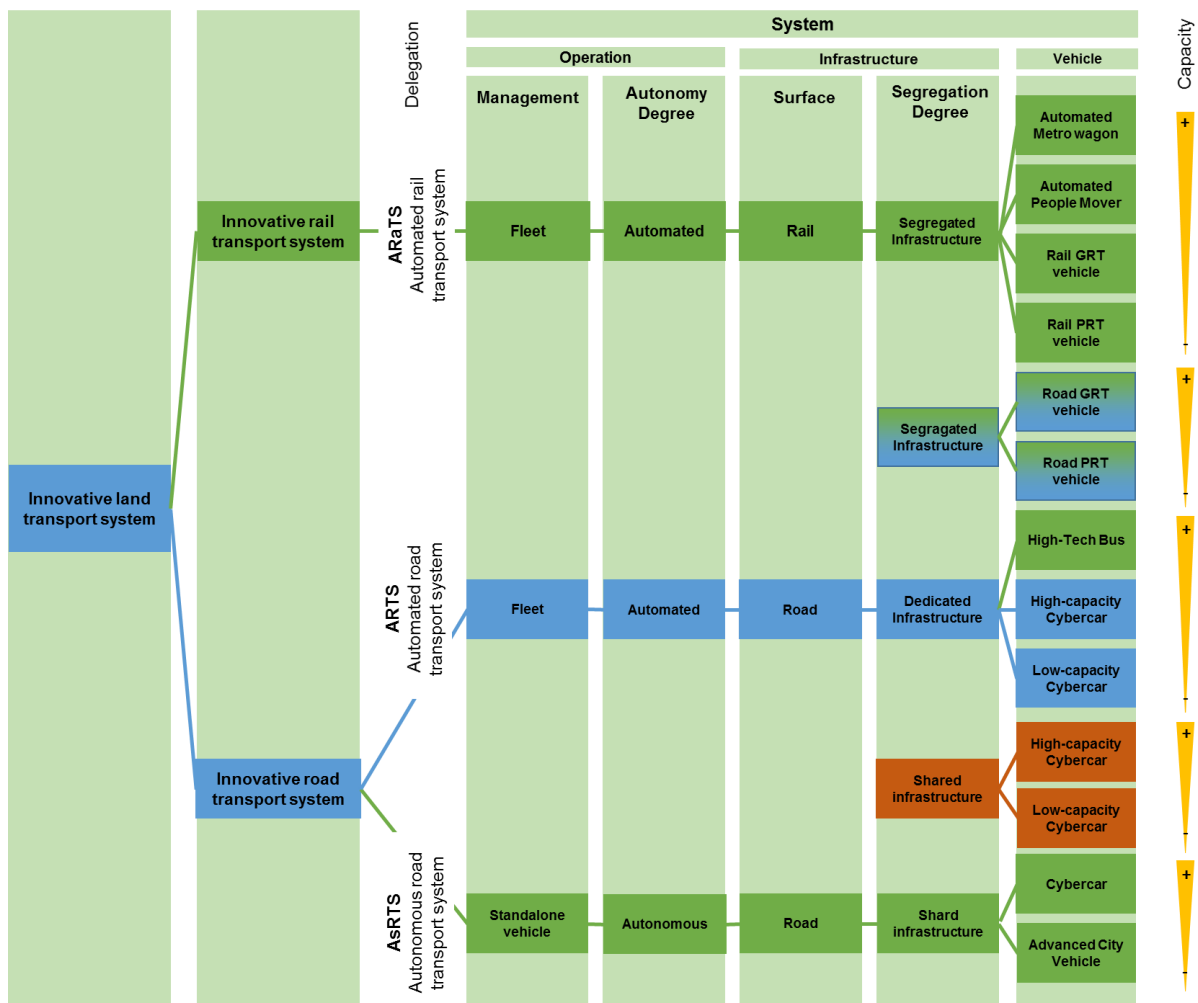 System
Delegation
Capacity
Operation
Infrastructure
Vehicle
Management
Autonomy
Degree
Surface
Segregation
Degree
+
Automated
Metro wagon
Automated
People Mover
Innovative rail
transport system
ARaTS
Automated rail
transport system
Fleet
Automated
Rail
Segregated
Infrastructure
Rail GRT
vehicle
Rail PRT
vehicle
-
+
Road GRT
vehicle
Segragated
Infrastructure
Road PRT
vehicle
-
Innovative land
transport system
+
High-Tech Bus
ARTS
Automated road
transport system
Fleet
Automated
Road
Dedicated
Infrastructure
High-capacity
Cybercar
Low-capacity
Cybercar
-
+
High-capacity
Cybercar
Innovative road
transport system
Shared
infrastructure
Low-capacity
Cybercar
-
+
Cybercar
AsRTS
Autonomous road
transport system
Standalone
vehicle
Autonomous
Road
Shard
infrastructure
Advanced City
Vehicle
-